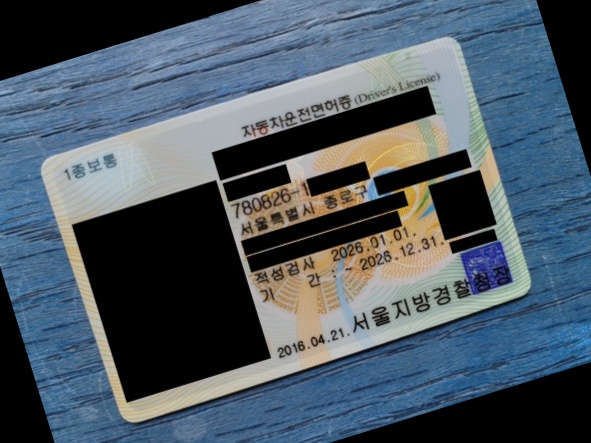 자동차운전면허증 (Driver's License)
1종보통
780826-1
서울특별시 종로구
적성검사 2026.01.01.
기 간 : ~ 2026.12.31.
2016.04.21. 서울지방경찰청장